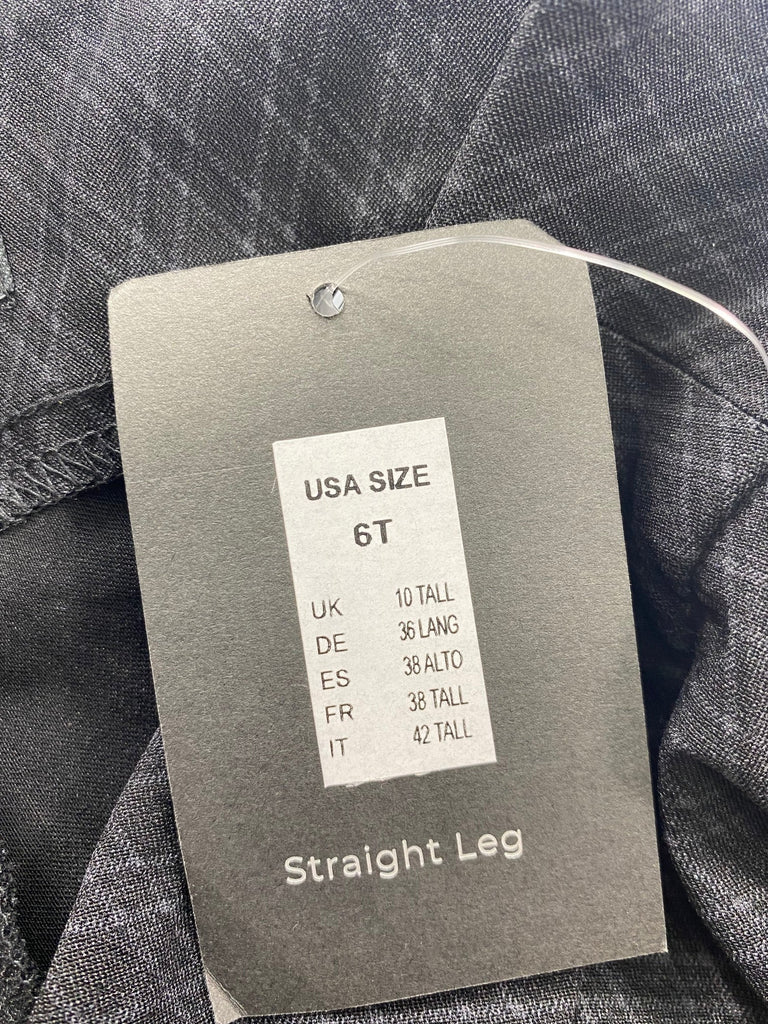 USA SIZE
6T
UK 10 TALL
DE 36 LANG
ES 38 ALTO
FR 38 TALL
IT 42 TALL
Straight Leg